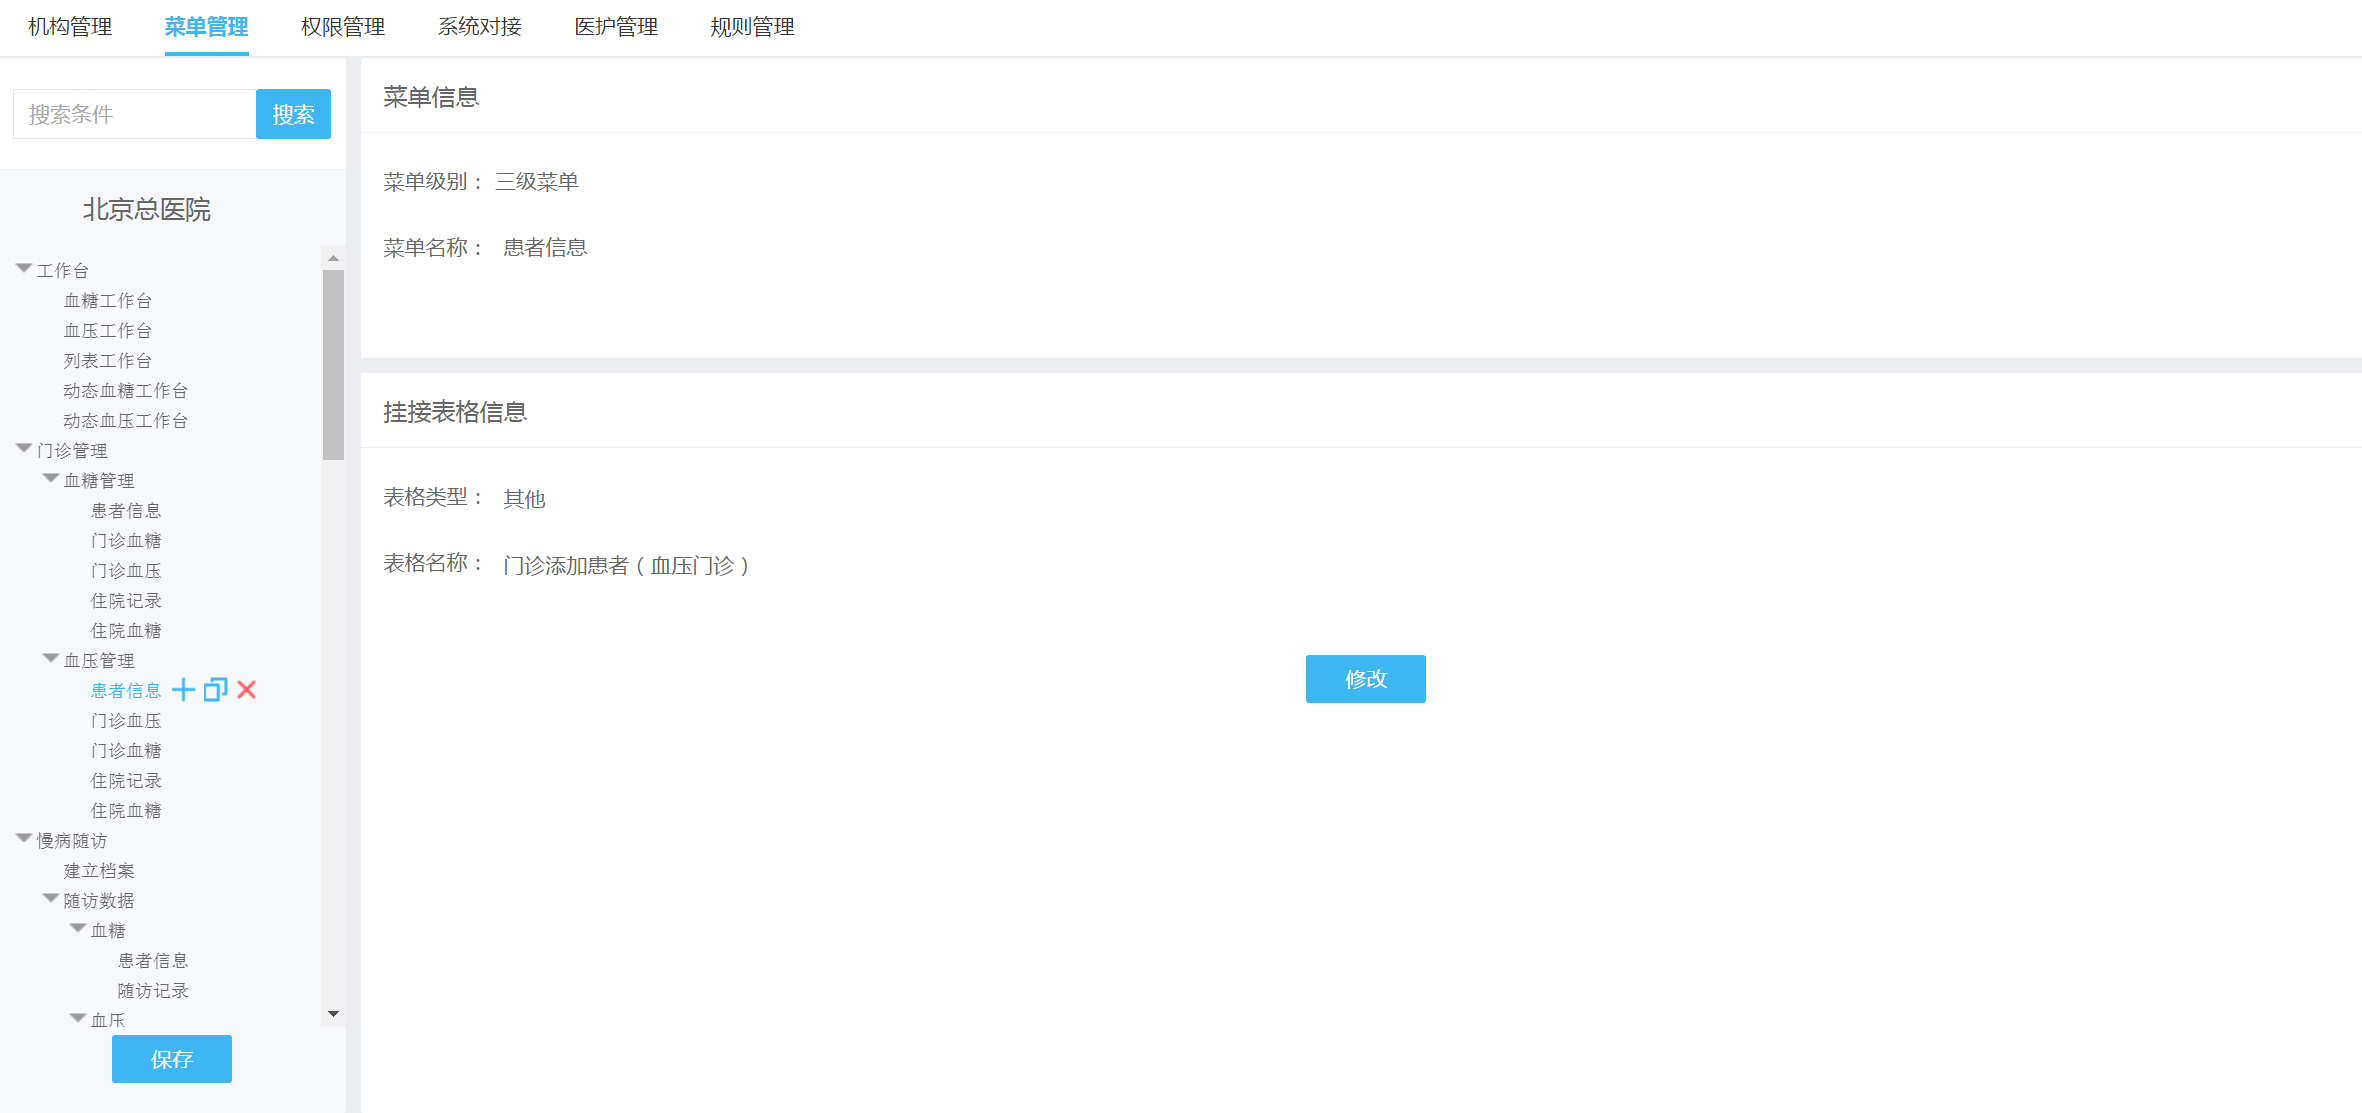 机构管理 菜单管理 权限管理 系统对接 医护管理 规则管理
搜索条件 搜索
北京总医院
工作台
血糖工作台
血压工作台
列表工作台
动态血糖工作台
动态血压工作台
门诊管理
血糖管理
患者信息
门诊血糖
门诊血压
住院记录
住院血糖
血压管理
患者信息
门诊血压
门诊血糖
住院记录
住院血糖
慢病随访
建立档案
随访数据
血糖
患者信息
随访记录
血压
保存
菜单信息
菜单级别： 三级菜单
菜单名称： 患者信息
挂接表格信息
表格类型： 其他
表格名称： 门诊添加患者（血压门诊）
修改